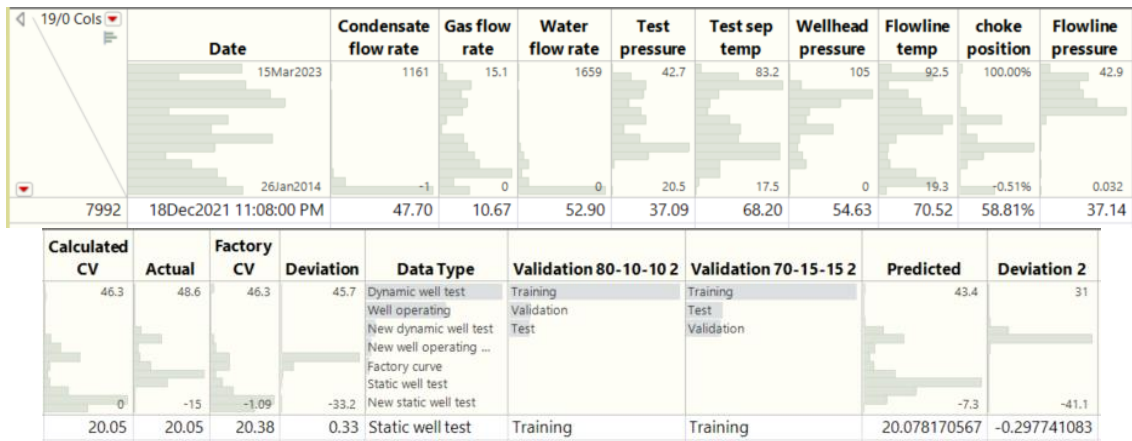 19/0 Cols
Date
Condensate flow rate
Gas flow rate
Water flow rate
Test pressure
Test sep temp
Wellhead pressure
Flowline temp
choke position
Flowline pressure
15Mar2023 1161 15.1 1659 42.7 83.2 105 92.5 100.00% 42.9
26Jan2014 -1 0 0 20.5 17.5 0 19.3 -0.51% 0.032
7992 18Dec2021 11:08:00 PM 47.70 10.67 52.90 37.09 68.20 54.63 70.52 58.81% 37.14
Calculated CV
Actual
Factory CV
Deviation
Data Type
Validation 80-10-10 2
Validation 70-15-15 2
Predicted
Deviation 2
46.3 48.6 46.3 45.7 Dynamic well test Training Training 43.4 31
Well operating Validation Test
New dynamic well test Test Validation
New well operating ...
Factory curve
Static well test
0 -15 -1.09 -33.2 New static well test -7.3 -41.1
20.05 20.05 20.38 0.33 Static well test Training Training 20.078170567 -0.297741083